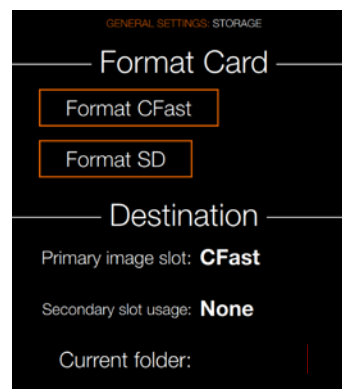 GENERAL SETTINGS: STORAGE
Format Card
Format CFast
Format SD
Destination
Primary image slot: CFast
Secondary slot usage: None
Current folder: